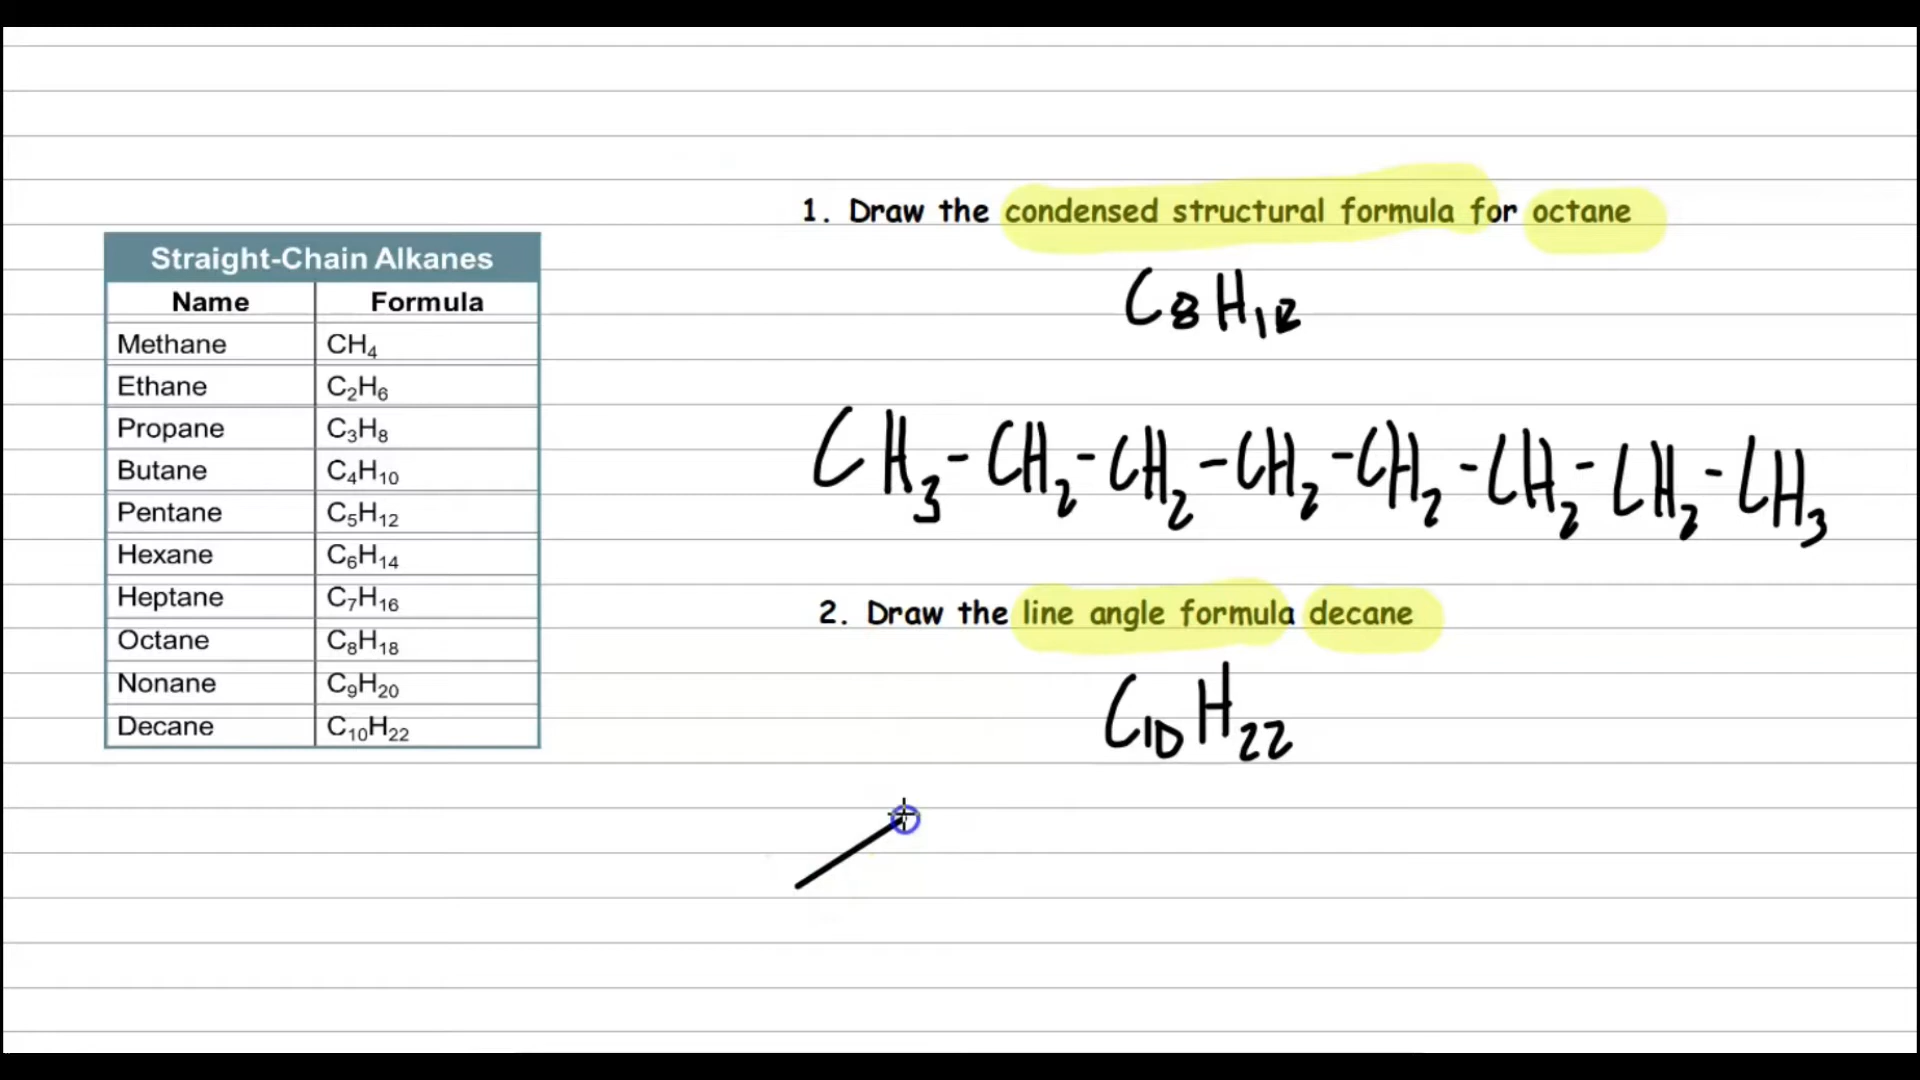 Straight-Chain Alkanes
Name Formula
Methane CH₄
Ethane C₂H₆
Propane C₃H₈
Butane C₄H₁₀
Pentane C₅H₁₂
Hexane C₆H₁₄
Heptane C₇H₁₆
Octane C₈H₁₈
Nonane C₉H₂₀
Decane C₁₀H₂₂
1. Draw the condensed structural formula for octane
C₈H₁₈
CH₃-CH₂-CH₂-CH₂-CH₂-CH₂-CH₂-CH₃
2. Draw the line angle formula decane
C₁₀H₂₂